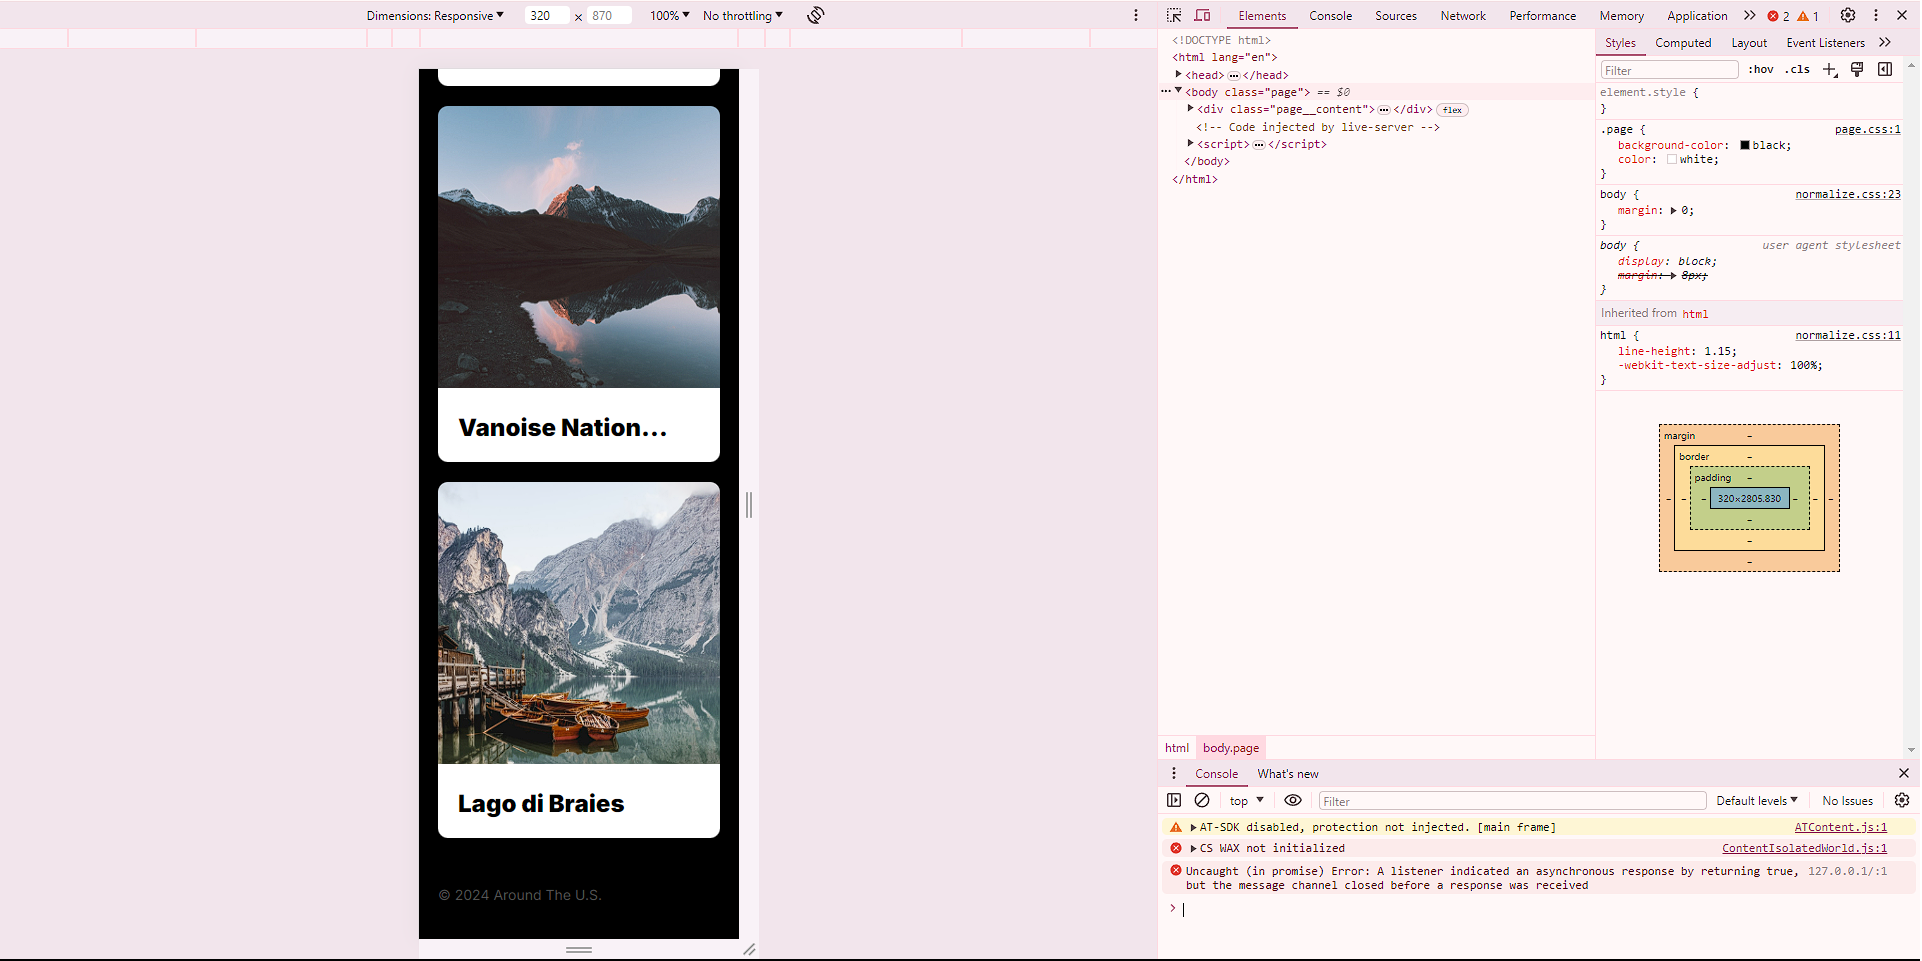 Dimensions: Responsive 320 × 870 100% No throttling
Vanoise Nation...
Lago di Braies
© 2024 Around The U.S.
Elements Console Sources Network Performance Memory Application 2 1
<!DOCTYPE html>
<html lang="en">
<head> </head>
<body class="page"> == $0
<div class="page__content"> </div> flex
<!-- Code injected by live-server -->
<script> </script>
</body>
</html>
html body.page
Styles Computed Layout Event Listeners
Filter :hov .cls
element.style {
}
.page { page.css:1
background-color: black;
color: white;
}
body { normalize.css:23
margin: 0;
}
body { user agent stylesheet
display: block;
margin: 8px;
}
Inherited from html
html { normalize.css:11
line-height: 1.15;
-webkit-text-size-adjust: 100%;
}
margin -
border -
padding -
- - - 320×2805.830 - - -
-
-
-
Console What's new
top Filter Default levels No Issues
AT-SDK disabled, protection not injected. [main frame] ATContent.js:1
CS WAX not initialized ContentIsolatedWorld.js:1
Uncaught (in promise) Error: A listener indicated an asynchronous response by returning true, 127.0.0.1/:1
but the message channel closed before a response was received